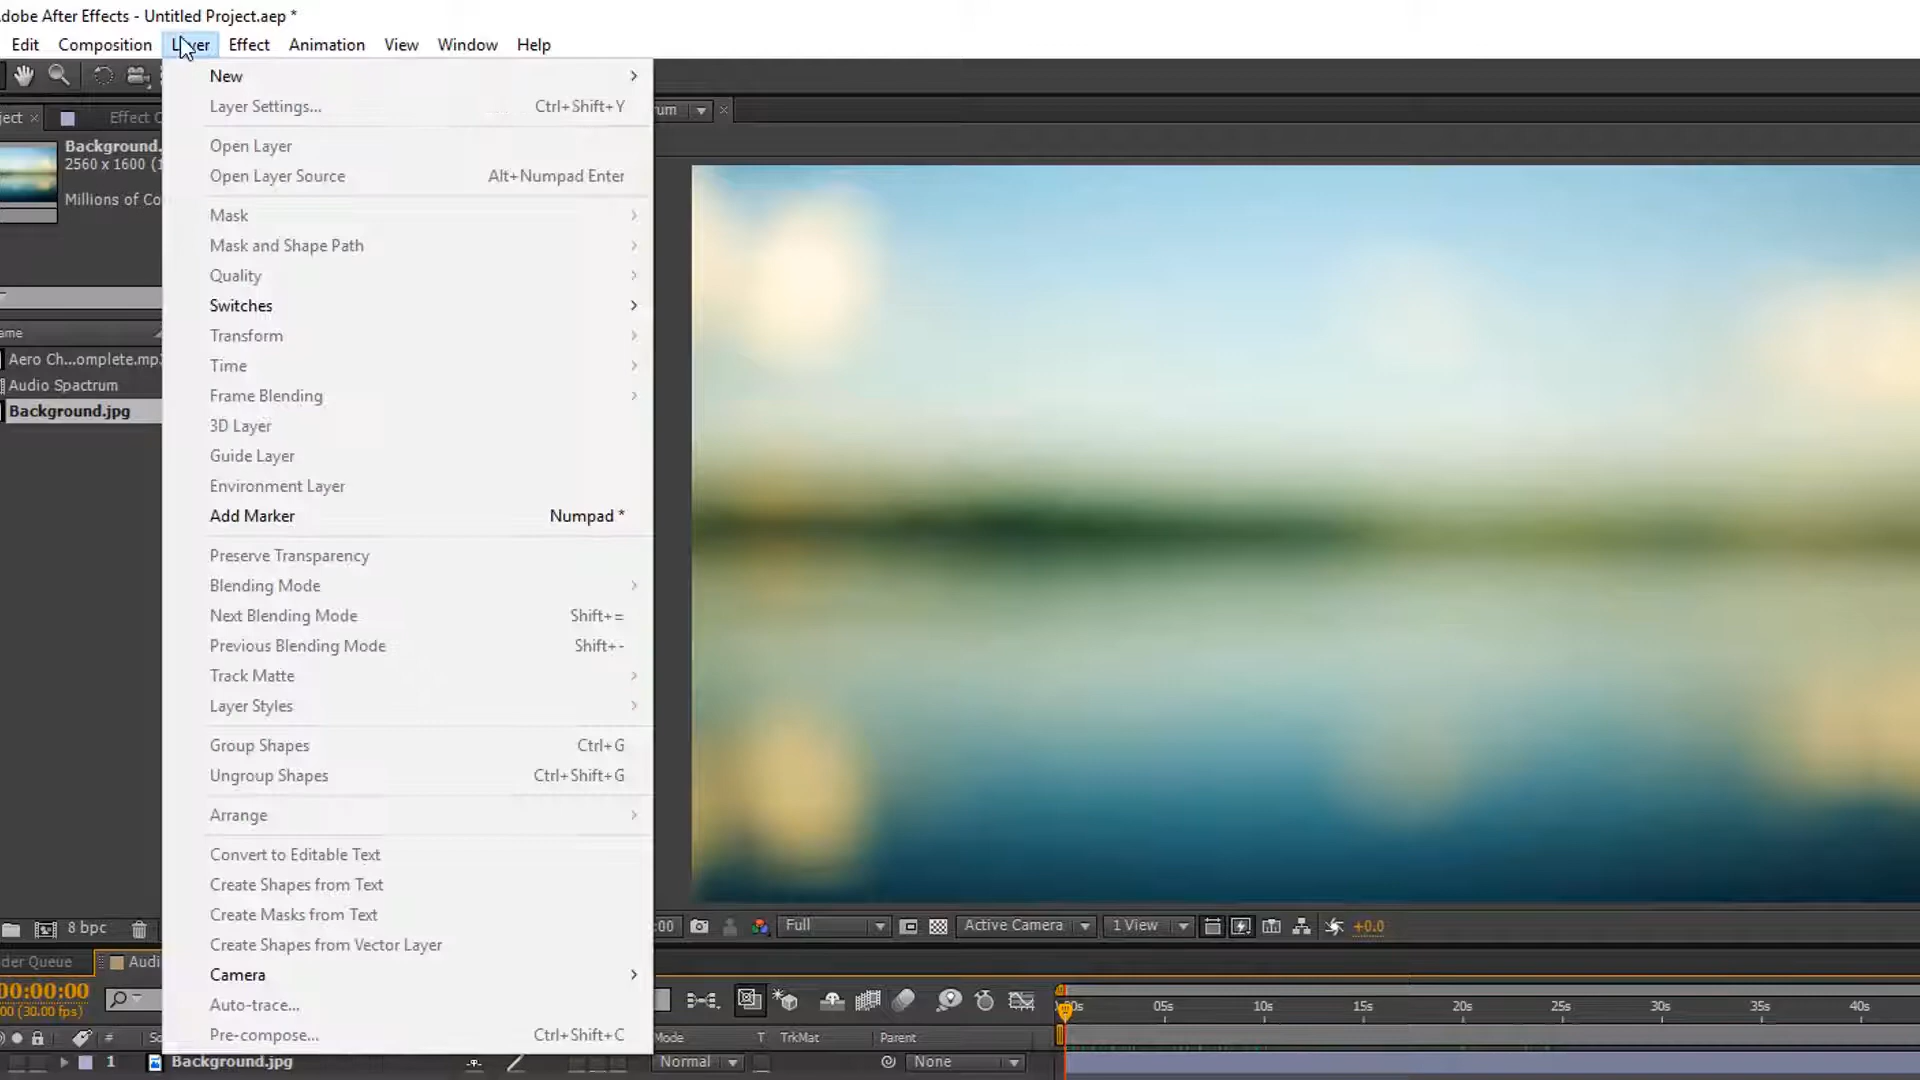 dobe After Effects - Untitled Project.aep *
Edit Composition Layer Effect Animation View Window Help
New
Layer Settings... Ctrl+Shift+Y
ject × Effect C
um
Background.
2560 x 1600 (1
Millions of Co
Open Layer
Open Layer Source Alt+Numpad Enter
Mask
Mask and Shape Path
Quality
Switches
Transform
Time
Frame Blending
3D Layer
Guide Layer
Environment Layer
Add Marker Numpad *
ame
Aero Ch...omplete.mp3
Audio Spactrum
Background.jpg
Preserve Transparency
Blending Mode
Next Blending Mode Shift+=
Previous Blending Mode Shift+-
Track Matte
Layer Styles
Group Shapes Ctrl+G
Ungroup Shapes Ctrl+Shift+G
Arrange
Convert to Editable Text
Create Shapes from Text
Create Masks from Text
Create Shapes from Vector Layer
Camera
Auto-trace...
Pre-compose... Ctrl+Shift+C
8 bpc
:00 Full Active Camera 1 View +0.0
der Queue Audi
00:00:00
00 (30.00 fps)
00s 05s 10s 15s 20s 25s 30s 35s 40s
# So Mode T TrkMat Parent
1 Background.jpg Normal None